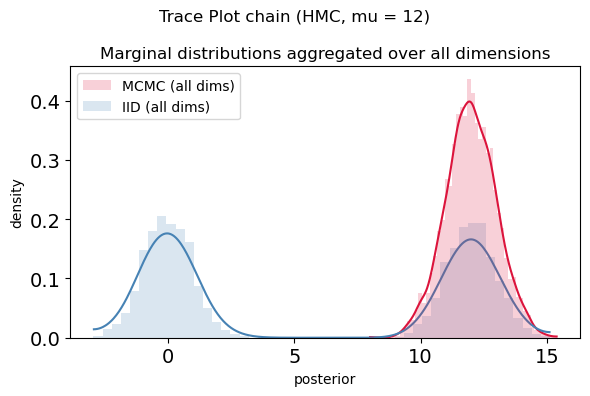 Trace Plot chain (HMC, mu = 12)
Marginal distributions aggregated over all dimensions
MCMC (all dims)
IID (all dims)
density
0.4
0.3
0.2
0.1
0.0
0
5
10
15
posterior